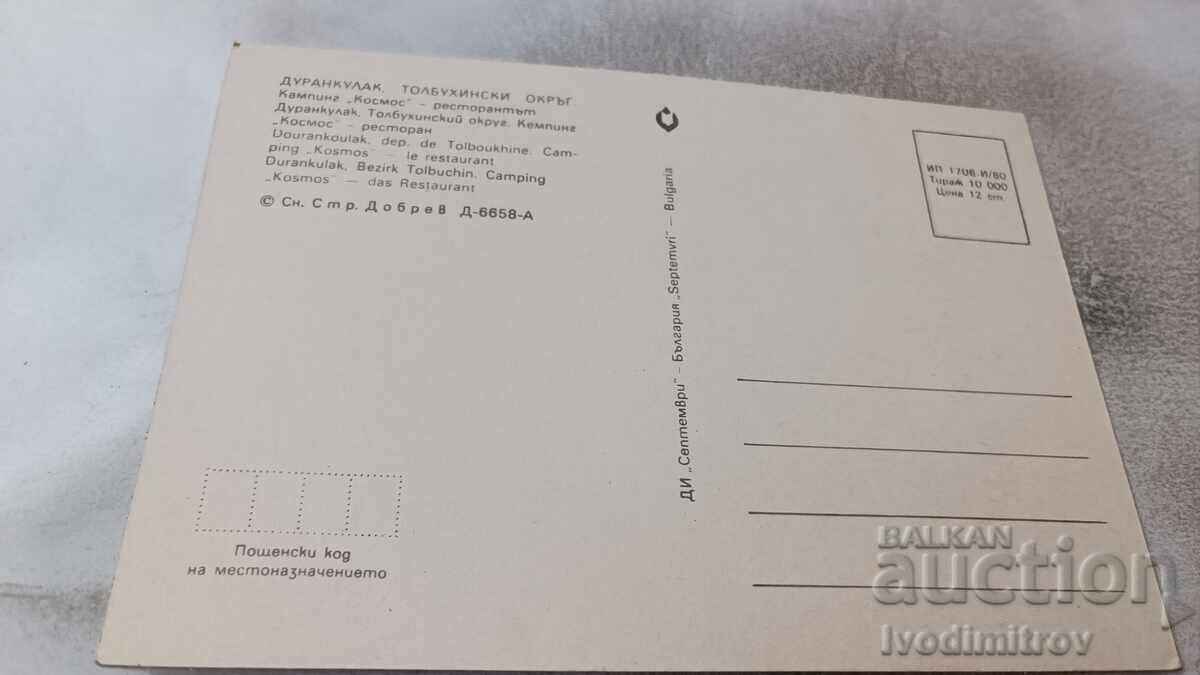 ДУРАНКУЛАК, ТОЛБУХИНСКИ ОКРЪГ.
Кампинг „Космос" – ресторантът
Дуранкулак, Толбухинский округ. Кемпинг
„Космос" – ресторан
Dourankoulak, dep. de Tolboukhine. Cam-
ping „Kosmos" — le restaurant
Durankulak, Bezirk Tolbuchin. Camping
„Kosmos" — das Restaurant
© Сн. Стр. Добрев Д-6658-А
ДИ „Септември" – България „Septemvri" – Bulgaria
ИП 1706.И/80
Тираж 10 000
Цена 12 ст.
Пощенски код
на местоназначението
BALKAN
auction
Ivodimitrov